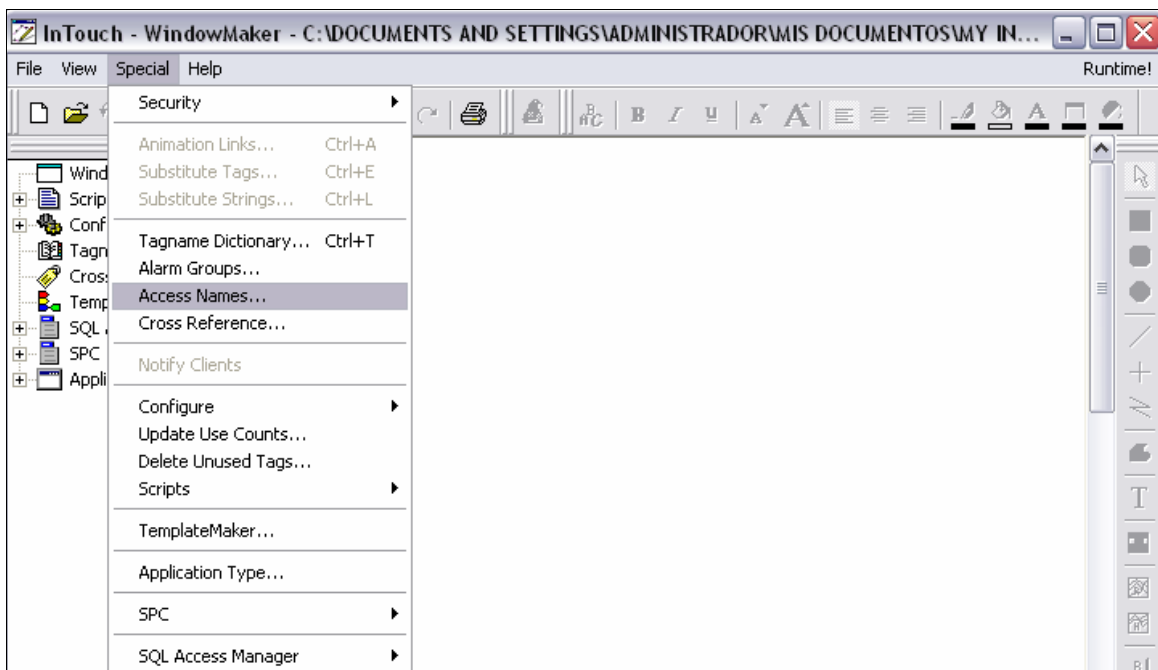 InTouch - WindowMaker - C:\DOCUMENTS AND SETTINGS\ADMINISTRADOR\MIS DOCUMENTOS\MY IN...
File View Special Help Runtime!
Security
Animation Links... Ctrl+A
Substitute Tags... Ctrl+E
Substitute Strings... Ctrl+L
Tagname Dictionary... Ctrl+T
Alarm Groups...
Access Names...
Cross Reference...
Notify Clients
Configure
Update Use Counts...
Delete Unused Tags...
Scripts
TemplateMaker...
Application Type...
SPC
SQL Access Manager
Wind
Scrip
Conf
Tagn
Cros
Temp
SQL
SPC
Appli
B I U A A A
T